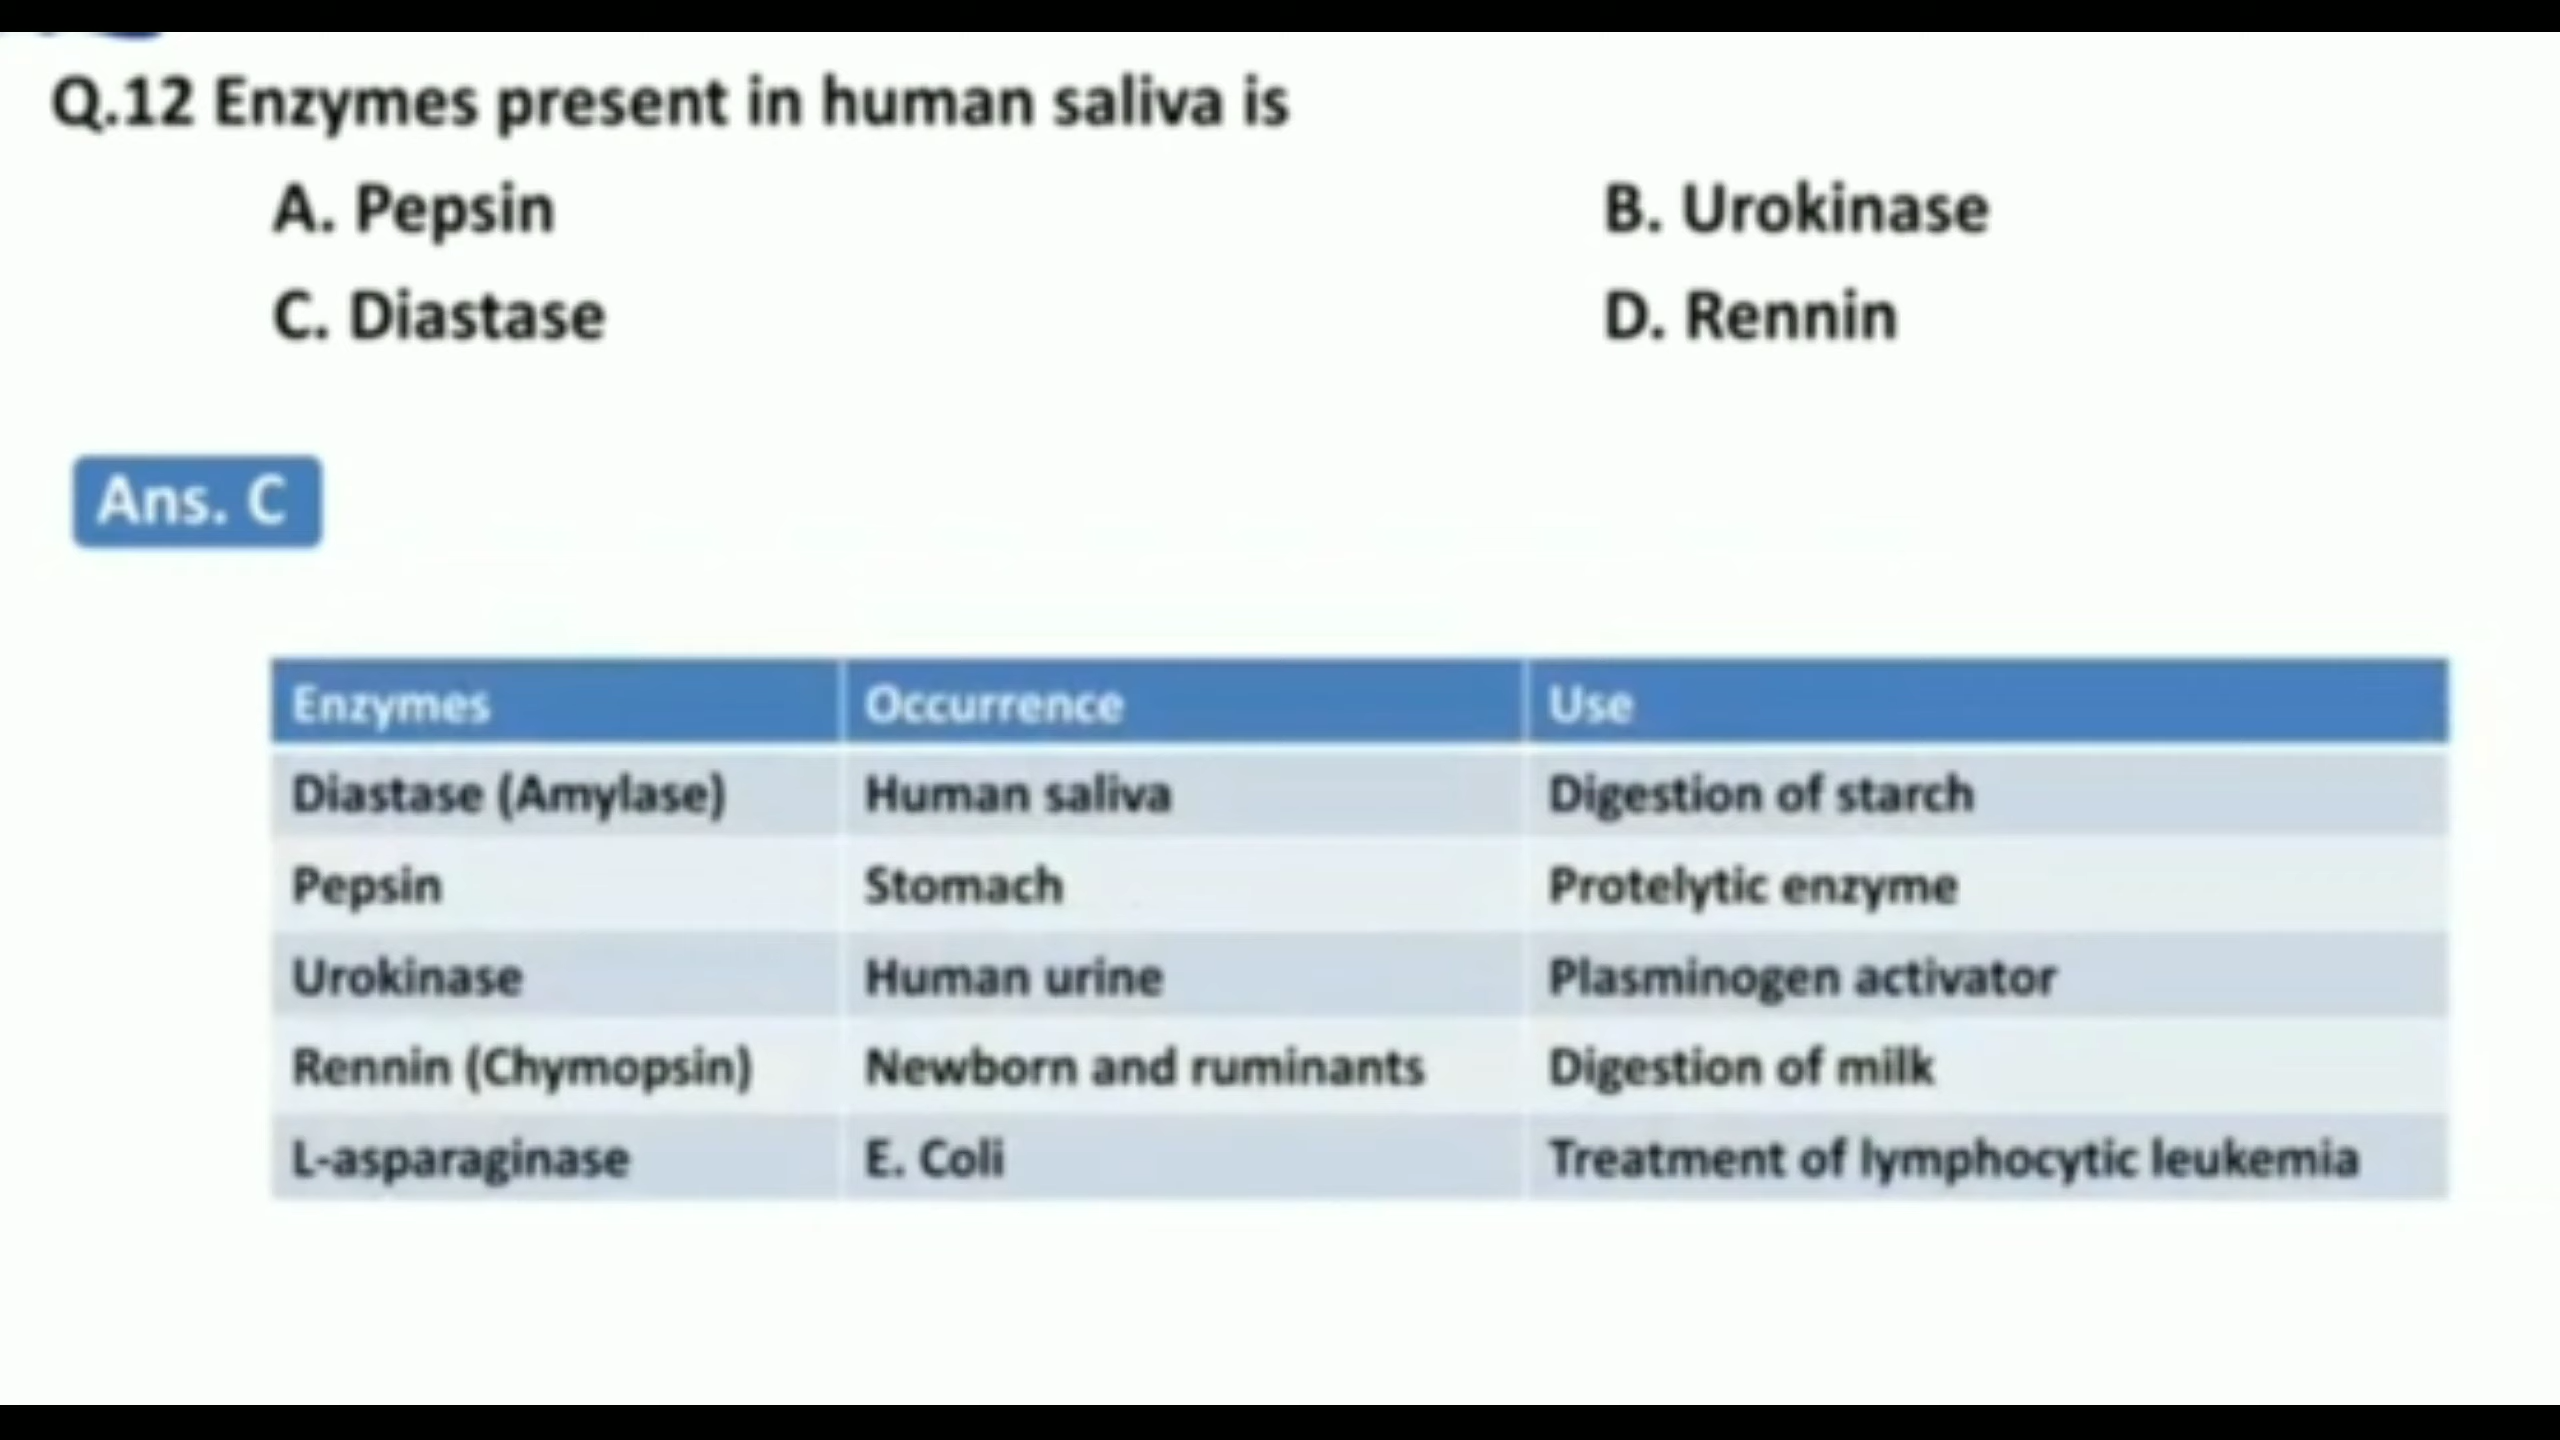 Q.12 Enzymes present in human saliva is
A. Pepsin B. Urokinase
C. Diastase D. Rennin
Ans. C
Enzymes Occurrence Use
Diastase (Amylase) Human saliva Digestion of starch
Pepsin Stomach Protelytic enzyme
Urokinase Human urine Plasminogen activator
Rennin (Chymopsin) Newborn and ruminants Digestion of milk
L-asparaginase E. Coli Treatment of lymphocytic leukemia